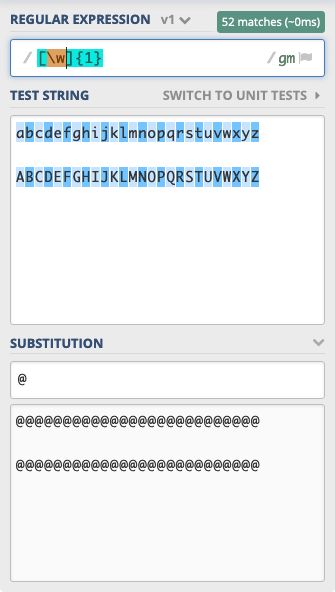 REGULAR EXPRESSION v1 52 matches (~0ms)
/ [\w]{1} / gm
TEST STRING SWITCH TO UNIT TESTS
abcdefghijklmnopqrstuvwxyz
ABCDEFGHIJKLMNOPQRSTUVWXYZ
SUBSTITUTION
@
@@@@@@@@@@@@@@@@@@@@@@@@@@
@@@@@@@@@@@@@@@@@@@@@@@@@@